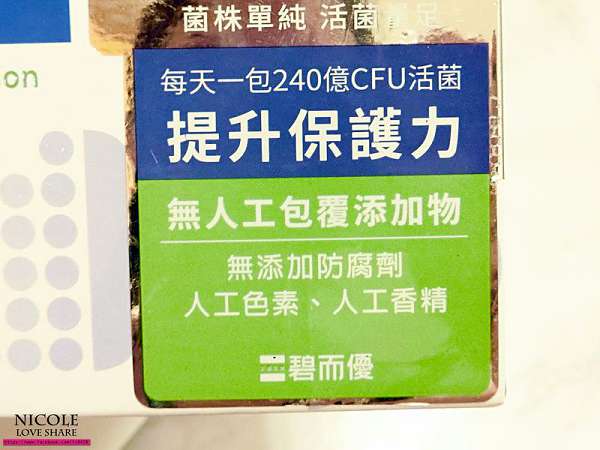 菌株單純 活菌量足
on
每天一包240億CFU活菌
提升保護力
無人工包覆添加物
無添加防腐劑
人工色素、人工香精
碧而優
NICOLE
LOVE SHARE